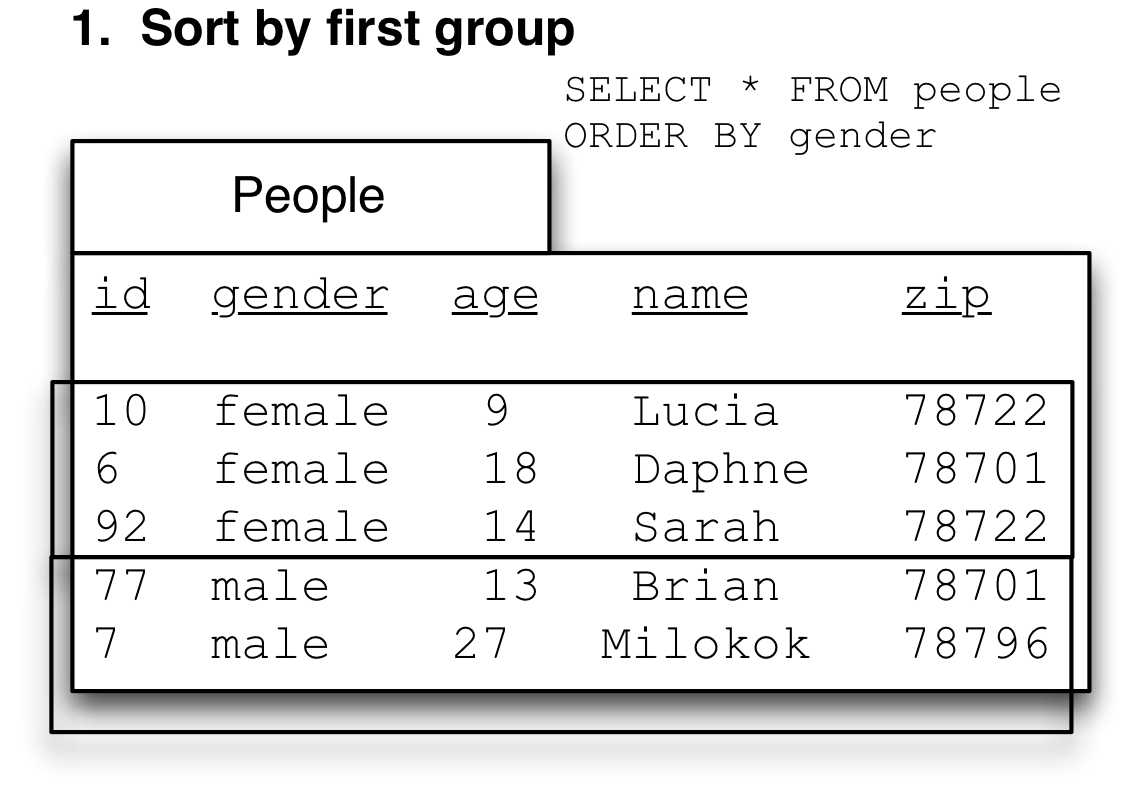 1. Sort by first group
SELECT * FROM people
ORDER BY gender
People
id gender age name zip
10 female 9 Lucia 78722
6 female 18 Daphne 78701
92 female 14 Sarah 78722
77 male 13 Brian 78701
7 male 27 Milokok 78796